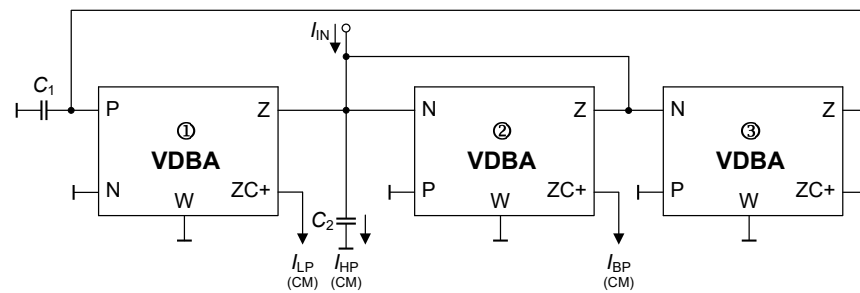 I_IN
C_1
P
Z
N
W
ZC+
①
VDBA
C_2
I_LP
(CM)
I_HP
(CM)
N
Z
P
W
ZC+
②
VDBA
I_BP
(CM)
N
Z
P
W
ZC+
③
VDBA